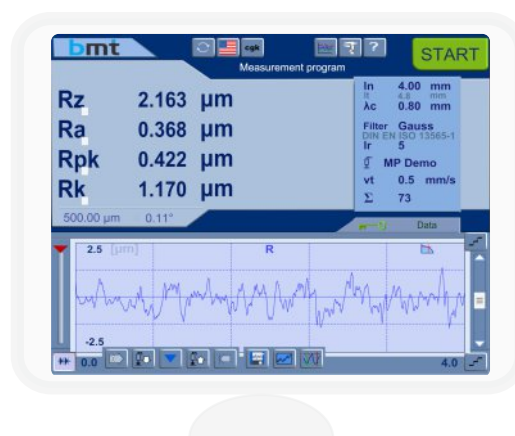 bmt
cgk
?
START
Measurement program
Rz 2.163 µm
Ra 0.368 µm
Rpk 0.422 µm
Rk 1.170 µm
500.00 µm 0.11°
ln 4.00 mm
lt 4.8 mm
λc 0.80 mm
Filter Gauss
DIN EN ISO 13565-1
lr 5
MP Demo
vt 0.5 mm/s
Σ 73
Data
2.5 [µm] R
-2.5
0.0 4.0